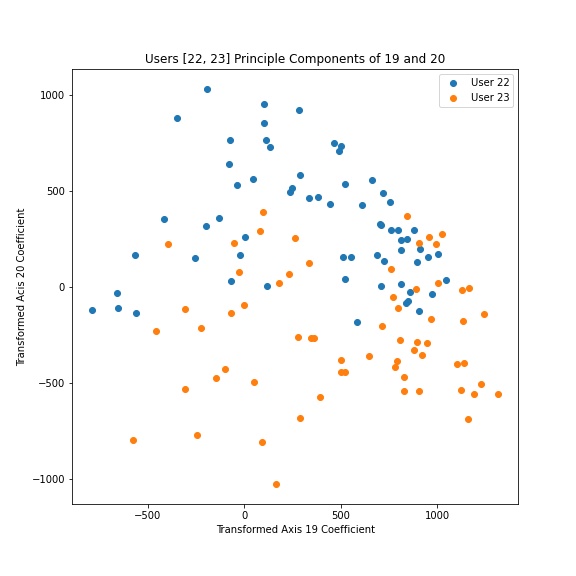 Users [22, 23] Principle Components of 19 and 20
User 22
User 23
1000
500
0
−500
−1000
Transformed Acis 20 Coefficient
−500
0
500
1000
Transformed Axis 19 Coefficient